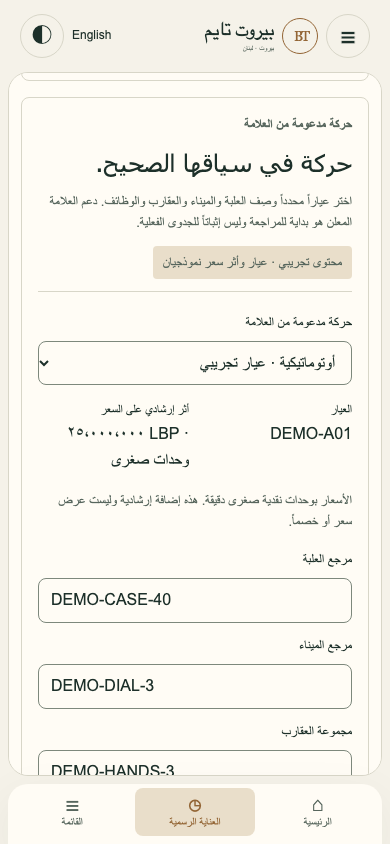 BT
بيروت تايم
بيروت · لبنان
English
حركة مدعومة من العلامة
حركة في سياقها الصحيح.
اختر عياراً محدداً وصِف العلبة والميناء والعقارب والوظائف. دعم العلامة
المعلن هو بداية للمراجعة وليس إثباتاً للجدوى الفعلية.
محتوى تجريبي · عيار وأثر سعر نموذجيان
حركة مدعومة من العلامة
أوتوماتيكية · عيار تجريبي
العيار
DEMO-A01
أثر إرشادي على السعر
٢٥،٠٠٠،٠٠٠ LBP ·
وحدات صغرى
الأسعار بوحدات نقدية صغرى دقيقة. هذه إضافة إرشادية وليست عرض
سعر أو خصماً.
مرجع العلبة
DEMO-CASE-40
مرجع الميناء
DEMO-DIAL-3
مجموعة العقارب
DEMO-HANDS-3
الرئيسية
العناية الرسمية
القائمة